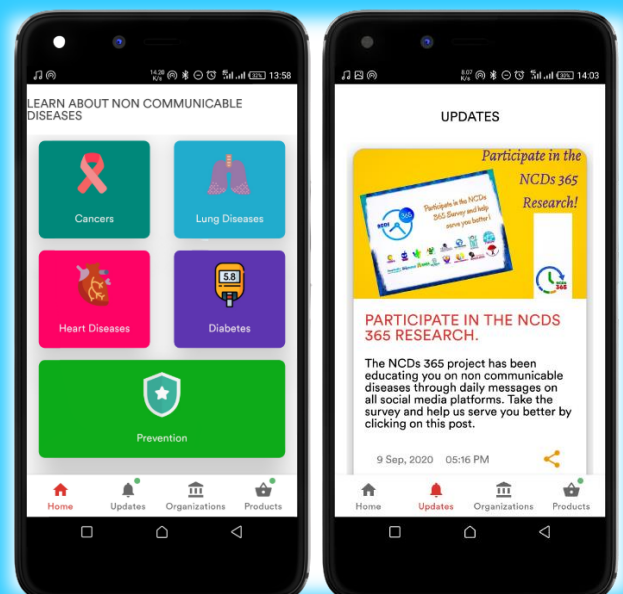 14.28 K/s 32% 13:58
LEARN ABOUT NON COMMUNICABLE
DISEASES
Cancers
Lung Diseases
5.8
Heart Diseases
Diabetes
Prevention
Home
Updates
Organizations
Products
8.07 K/s 14:03
UPDATES
Participate in the
NCDs 365
Research!
365
NCDS
Participate in the NCDs
365 Survey and help
serve you better!
365
PARTICIPATE IN THE NCDS
365 RESEARCH.
The NCDs 365 project has been
educating you on non communicable
diseases through daily messages on
all social media platforms. Take the
survey and help us serve you better by
clicking on this post.
9 Sep, 2020 05:16 PM
Home
Updates
Organizations
Products